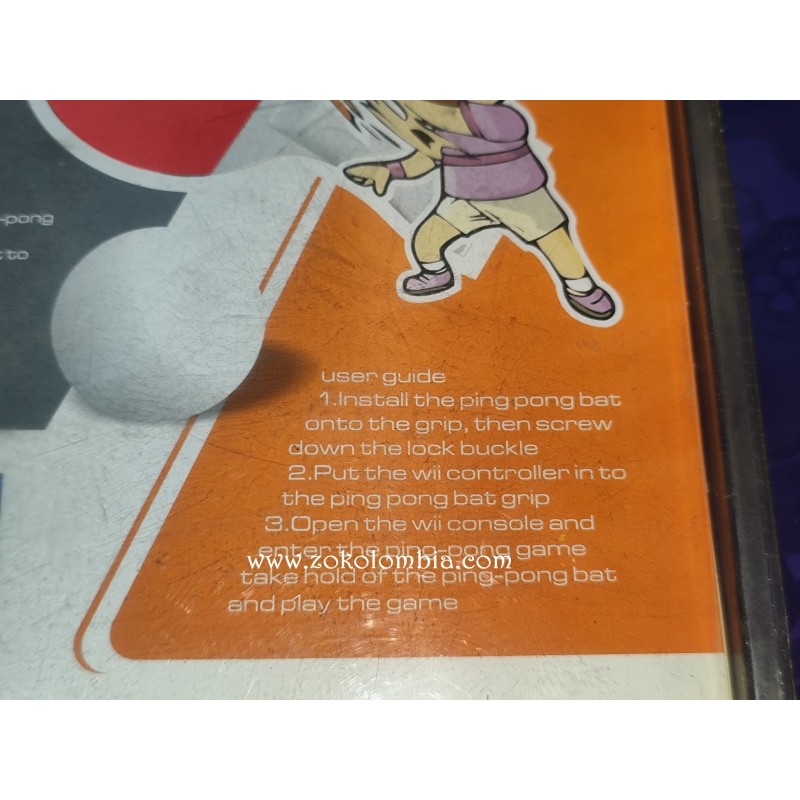 -pong
to
user guide
1.Install the ping pong bat
onto the grip, then screw
down the lock buckle
2.Put the wii controller in to
the ping pong bat grip
3.Open the wii console and
enter the ping-pong game
www.zokolombia.com
take hold of the ping-pong bat
and play the game